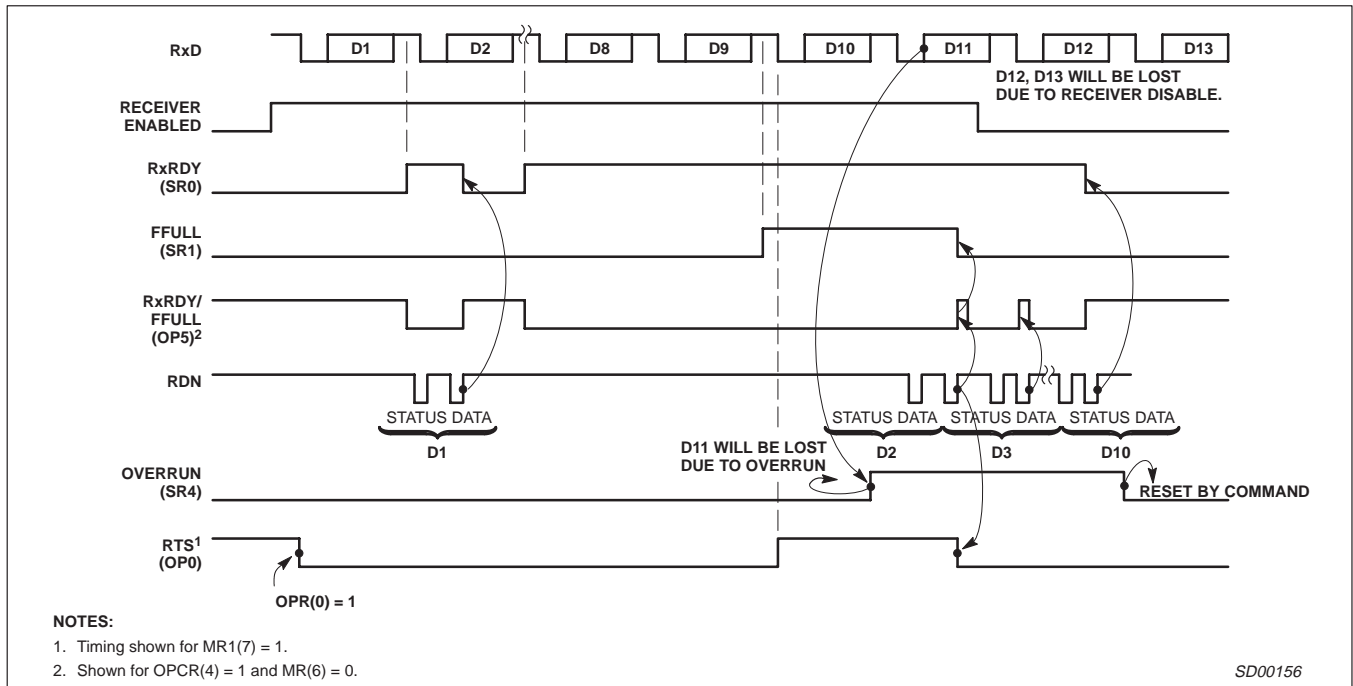 RxD
D1
D2
D8
D9
D10
D11
D12
D13
D12, D13 WILL BE LOST
DUE TO RECEIVER DISABLE.
RECEIVER
ENABLED
RxRDY
(SR0)
FFULL
(SR1)
RxRDY/
FFULL
(OP5)2
RDN
STATUS DATA
D1
STATUS DATA
D2
STATUS DATA
D3
STATUS DATA
D10
D11 WILL BE LOST
DUE TO OVERRUN
OVERRUN
(SR4)
RESET BY COMMAND
RTS1
(OP0)
OPR(0) = 1
NOTES:
1. Timing shown for MR1(7) = 1.
2. Shown for OPCR(4) = 1 and MR(6) = 0.
SD00156